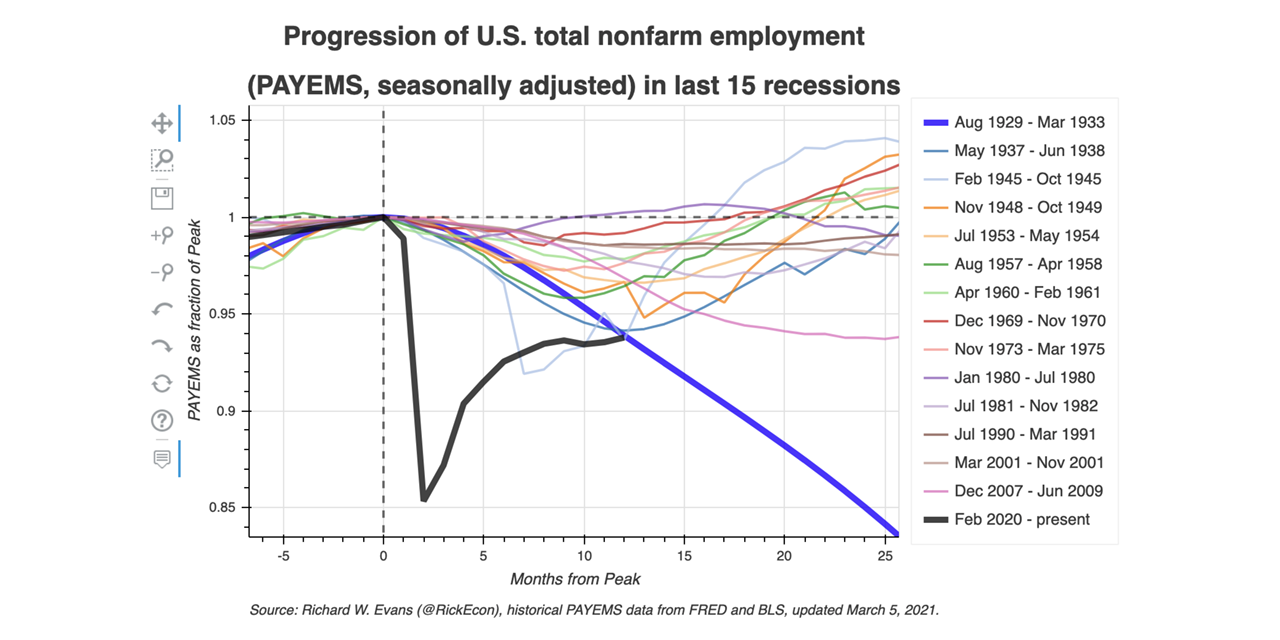 Progression of U.S. total nonfarm employment
(PAYEMS, seasonally adjusted) in last 15 recessions
PAYEMS as fraction of Peak
1.05
1
0.95
0.9
0.85
-5
0
5
10
15
20
25
Months from Peak
Aug 1929 - Mar 1933
May 1937 - Jun 1938
Feb 1945 - Oct 1945
Nov 1948 - Oct 1949
Jul 1953 - May 1954
Aug 1957 - Apr 1958
Apr 1960 - Feb 1961
Dec 1969 - Nov 1970
Nov 1973 - Mar 1975
Jan 1980 - Jul 1980
Jul 1981 - Nov 1982
Jul 1990 - Mar 1991
Mar 2001 - Nov 2001
Dec 2007 - Jun 2009
Feb 2020 - present
Source: Richard W. Evans (@RickEcon), historical PAYEMS data from FRED and BLS, updated March 5, 2021.